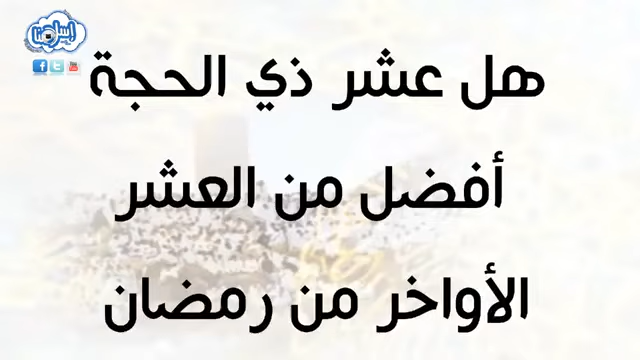 هل عشر ذي الحجة
أفضل من العشر
الأواخر من رمضان